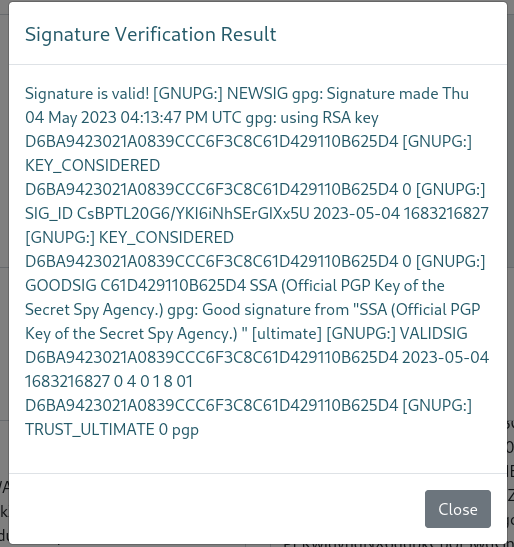 Signature Verification Result
Signature is valid! [GNUPG:] NEWSIG gpg: Signature made Thu
04 May 2023 04:13:47 PM UTC gpg: using RSA key
D6BA9423021A0839CCC6F3C8C61D429110B625D4 [GNUPG:]
KEY_CONSIDERED
D6BA9423021A0839CCC6F3C8C61D429110B625D4 0 [GNUPG:]
SIG_ID CsBPTL20G6/YKI6iNhSErGIXx5U 2023-05-04 1683216827
[GNUPG:] KEY_CONSIDERED
D6BA9423021A0839CCC6F3C8C61D429110B625D4 0 [GNUPG:]
GOODSIG C61D429110B625D4 SSA (Official PGP Key of the
Secret Spy Agency.) gpg: Good signature from "SSA (Official PGP
Key of the Secret Spy Agency.) " [ultimate] [GNUPG:] VALIDSIG
D6BA9423021A0839CCC6F3C8C61D429110B625D4 2023-05-04
1683216827 0 4 0 1 8 01
D6BA9423021A0839CCC6F3C8C61D429110B625D4 [GNUPG:]
TRUST_ULTIMATE 0 pgp
Close